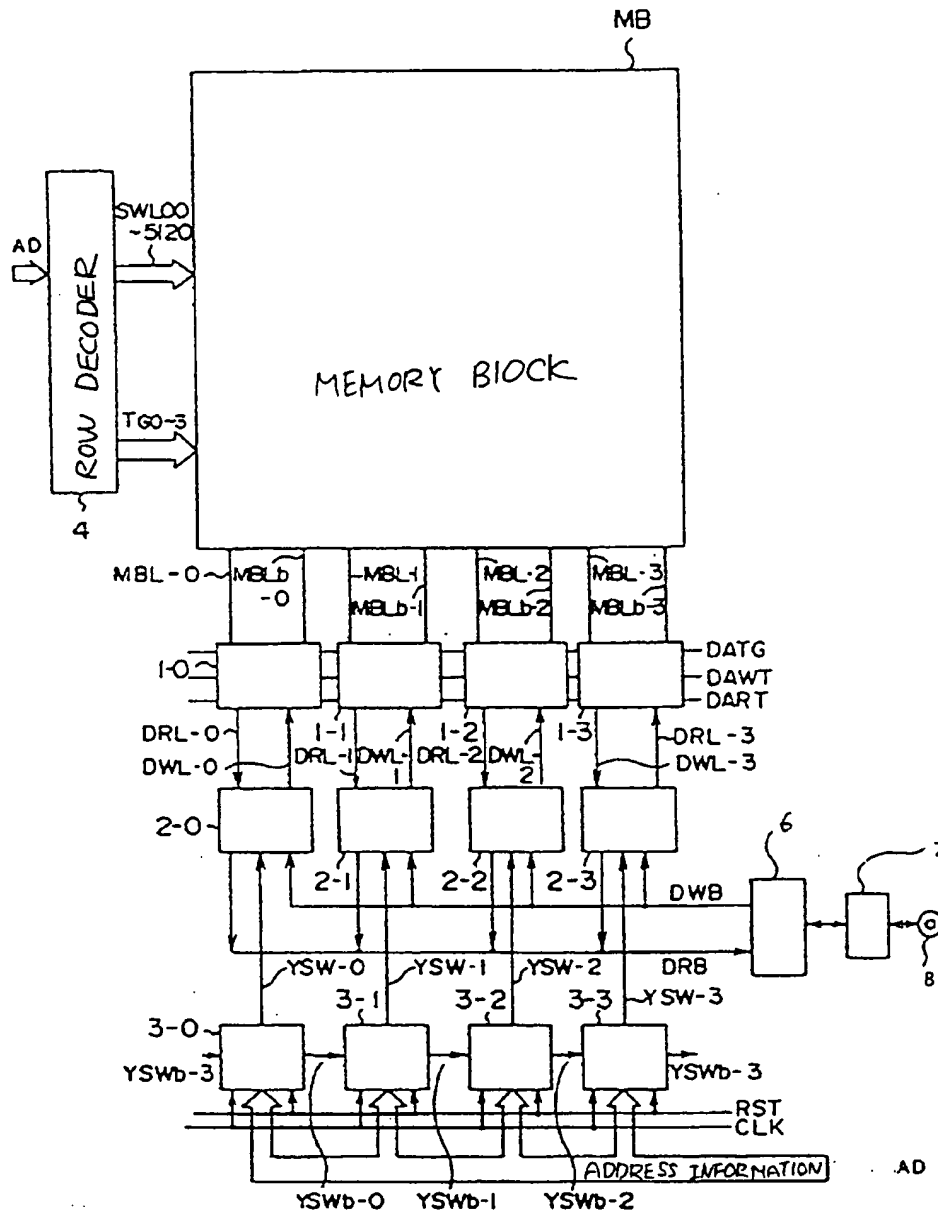 MB
SWL00
~5120
AD
ROW DECODER
TG0-3
4
MEMORY BLOCK
MBL-0
MBLb
-0
MBL-1
MBLb-1
MBL-2
MBLb-2
MBL-3
MBLb-3
1-0
1-1
1-2
1-3
DATG
DAWT
DART
DRL-0
DWL-0
DRL-1
DWL-
1
DRL-2
DWL-
2
DRL-3
DWL-3
2-0
2-1
2-2
2-3
6
8
DWB
DRB
YSW-0
YSW-1
YSW-2
YSW-3
3-0
3-1
3-2
3-3
YSWb-3
YSWb-3
RST
CLK
ADDRESS INFORMATION
AD
YSWb-0
YSWb-1
YSWb-2